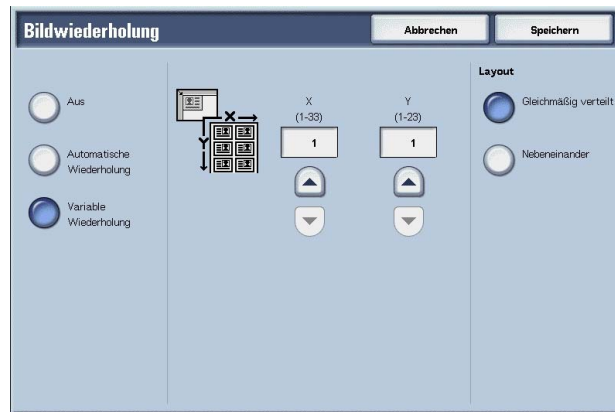 Bildwiederholung
Abbrechen
Speichern
Aus
Automatische
Wiederholung
Variable
Wiederholung
X
Y
X
(1-33)
1
Y
(1-23)
1
Layout
Gleichmäßig verteilt
Nebeneinander